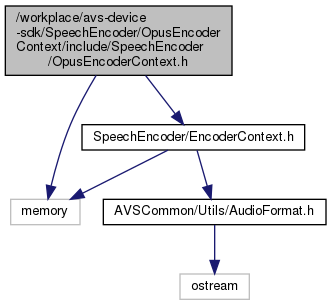 /workplace/avs-device
-sdk/SpeechEncoder/OpusEncoder
Context/include/SpeechEncoder
/OpusEncoderContext.h
SpeechEncoder/EncoderContext.h
memory
AVSCommon/Utils/AudioFormat.h
ostream